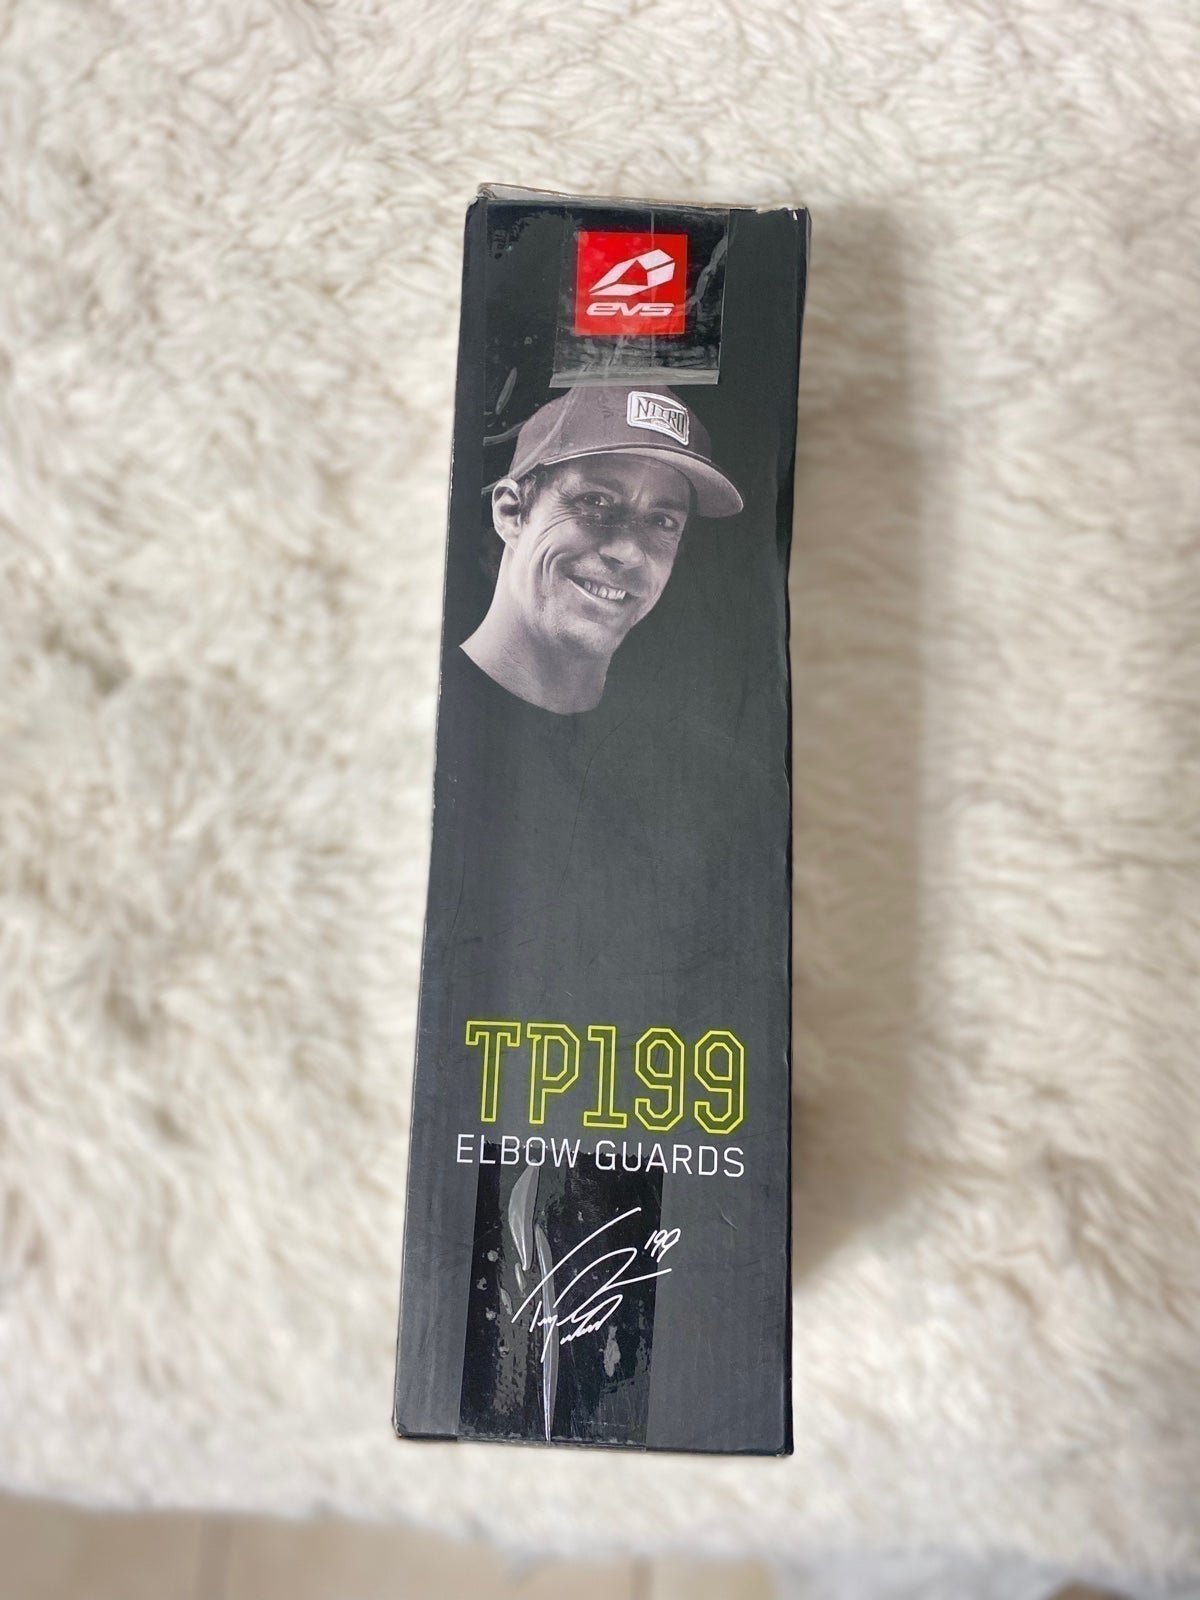 evs
NITRO
TP199
ELBOW GUARDS
199